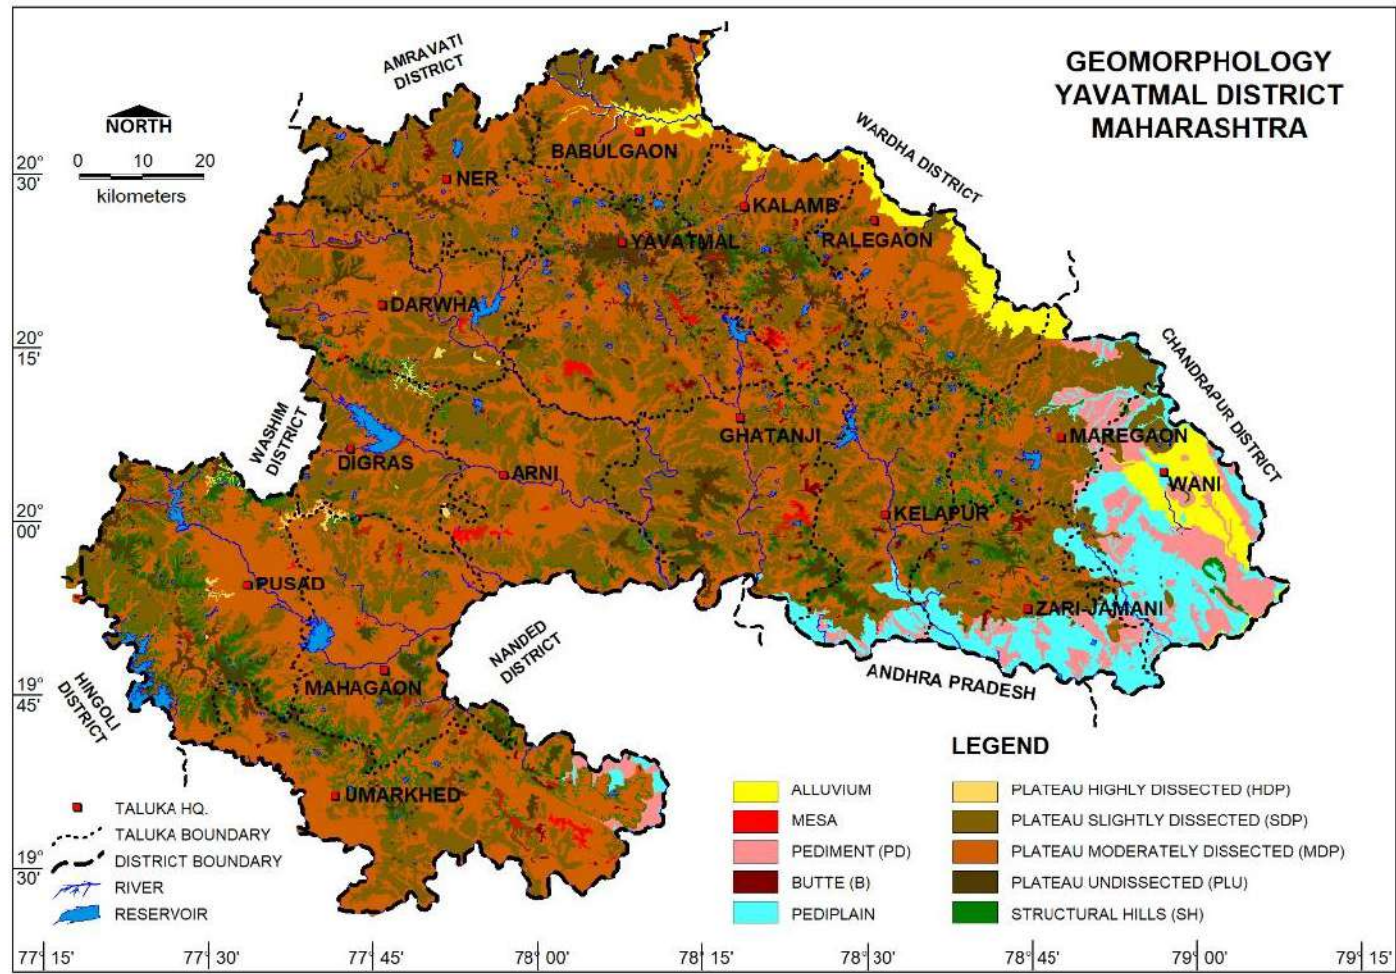 GEOMORPHOLOGY
YAVATMAL DISTRICT
MAHARASHTRA
AMRAVATI
DISTRICT
NORTH
0 10 20
kilometers
WARDHA DISTRICT
CHANDRAPUR DISTRICT
WASHIM
DISTRICT
NANDED
DISTRICT
HINGOLI
DISTRICT
ANDHRA PRADESH
BABULGAON
NER
KALAMB
RALEGAON
YAVATMAL
DARWHA
GHATANJI
MAREGAON
DIGRAS
ARNI
WANI
KELAPUR
PUSAD
ZARI-JAMANI
MAHAGAON
UMARKHED
20°
30'
20°
15'
20°
00'
19°
45'
19°
30'
TALUKA HQ.
TALUKA BOUNDARY
DISTRICT BOUNDARY
RIVER
RESERVOIR
LEGEND
ALLUVIUM
MESA
PEDIMENT (PD)
BUTTE (B)
PEDIPLAIN
PLATEAU HIGHLY DISSECTED (HDP)
PLATEAU SLIGHTLY DISSECTED (SDP)
PLATEAU MODERATELY DISSECTED (MDP)
PLATEAU UNDISSECTED (PLU)
STRUCTURAL HILLS (SH)
77° 15' 77° 30' 77° 45' 78° 00' 78° 15' 78° 30' 78° 45' 79° 00' 79° 15'